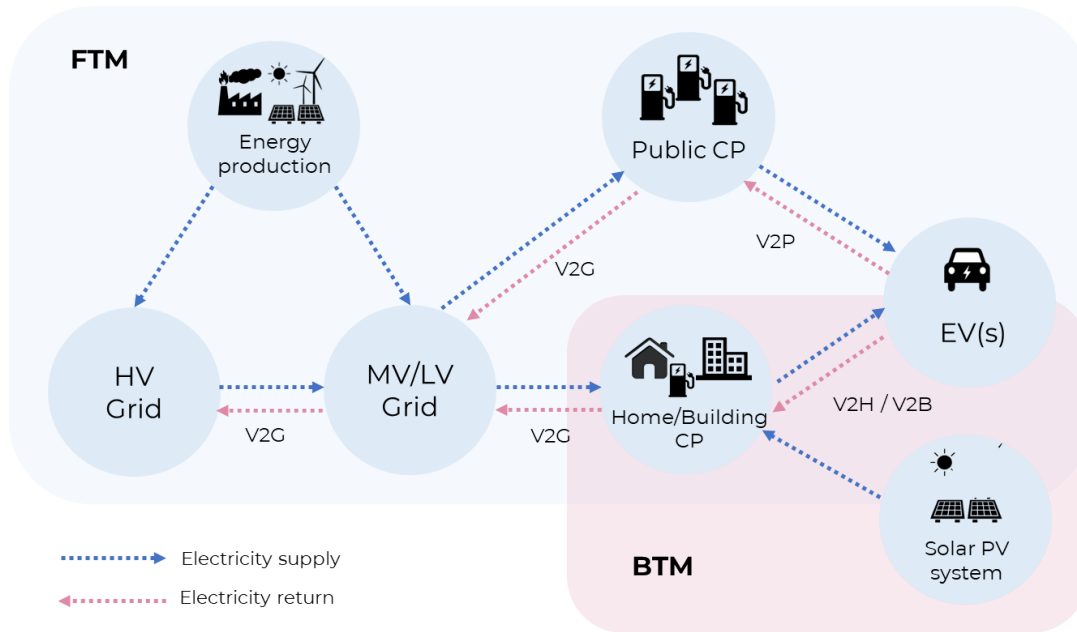 FTM
Energy
production
Public CP
V2P
V2G
EV(s)
HV
Grid
MV/LV
Grid
Home/Building
CP
V2H / V2B
V2G
V2G
Solar PV
system
BTM
Electricity supply
Electricity return